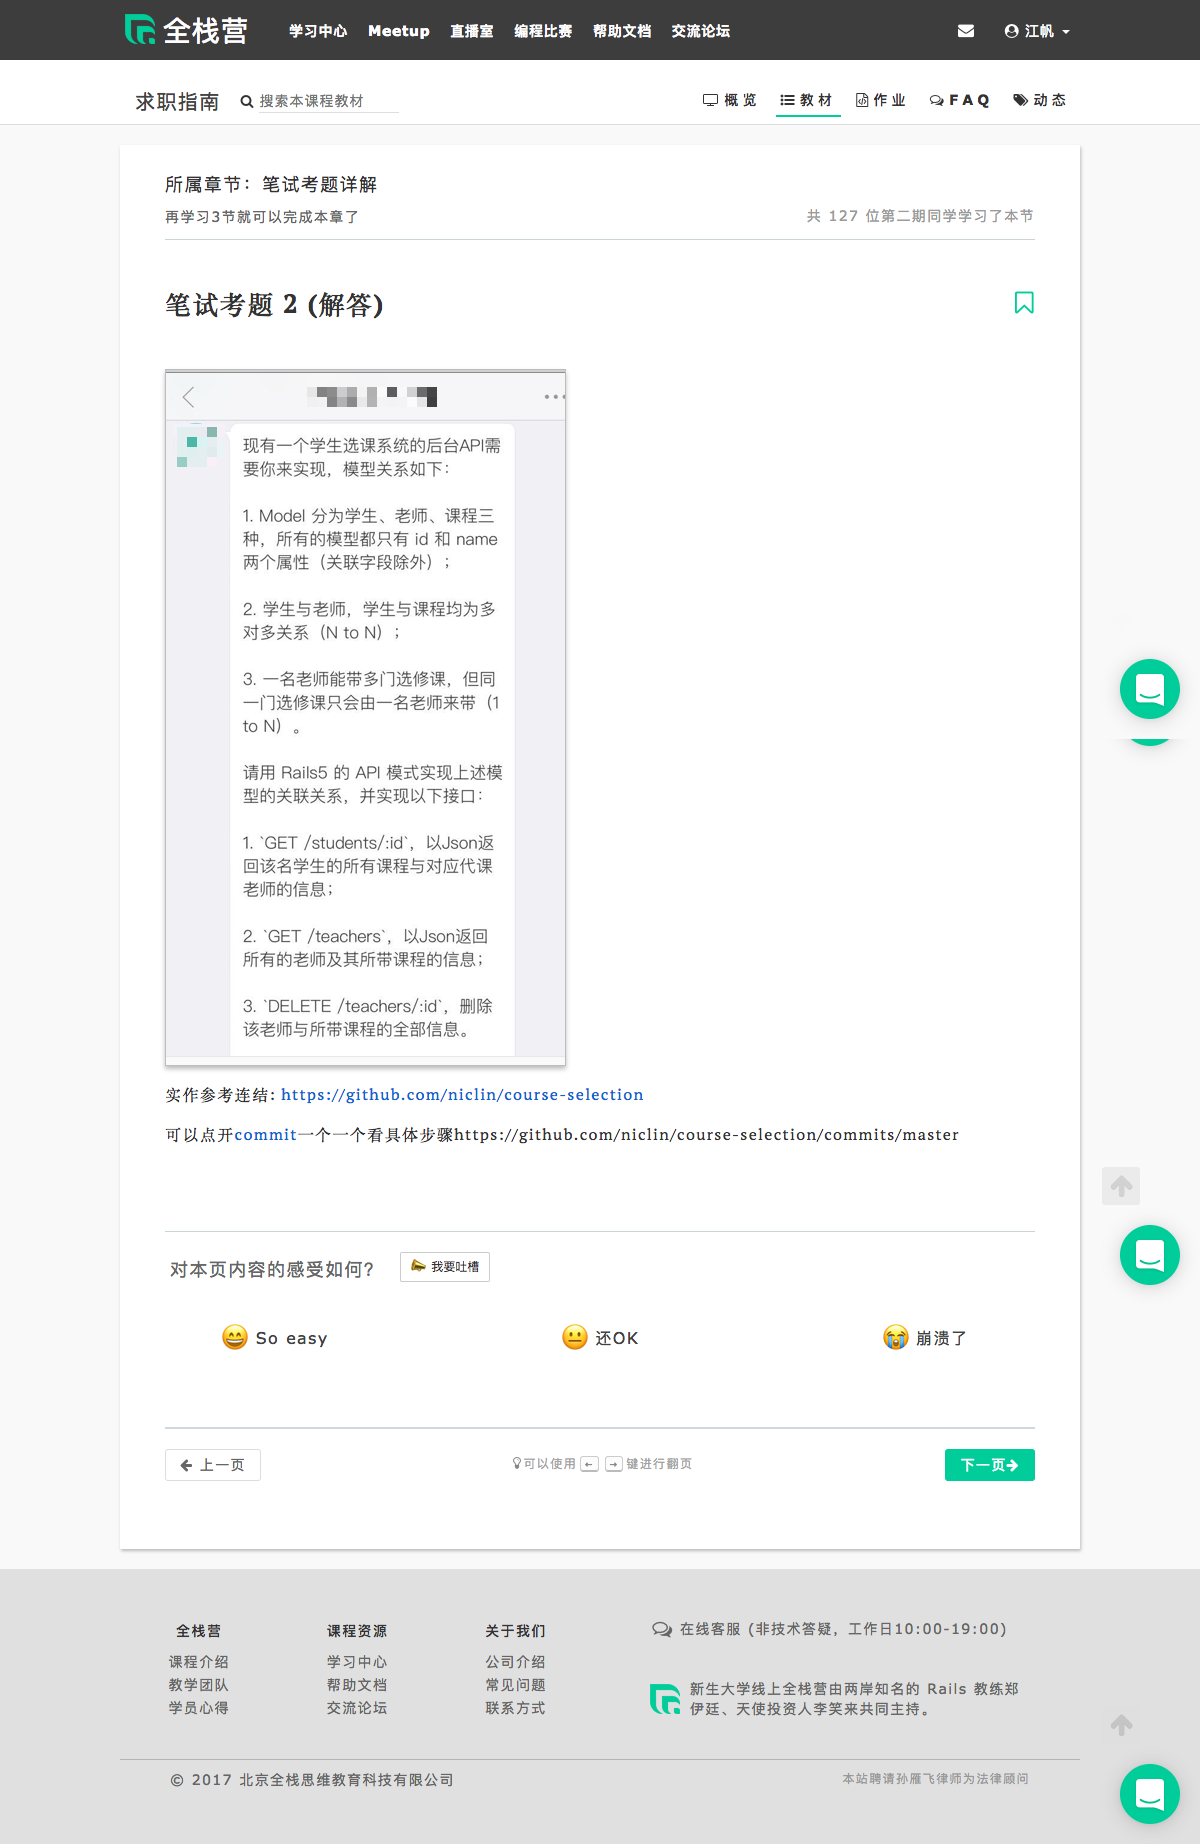 全栈营
学习中心 Meetup 直播室 编程比赛 帮助文档 交流论坛
江帆
求职指南
搜索本课程教材
概览 教材 作业 FAQ 动态
所属章节：笔试考题详解
再学习3节就可以完成本章了
共 127 位第二期同学学习了本节
笔试考题 2 (解答)
现有一个学生选课系统的后台API需
要你来实现，模型关系如下：
1. Model 分为学生、老师、课程三
种，所有的模型都只有 id 和 name
两个属性（关联字段除外）；
2. 学生与老师，学生与课程均为多
对多关系（N to N）；
3. 一名老师能带多门选修课，但同
一门选修课只会由一名老师来带（1
to N）。
请用 Rails5 的 API 模式实现上述模
型的关联关系，并实现以下接口：
1. `GET /students/:id`，以Json返
回该名学生的所有课程与对应代课
老师的信息；
2. `GET /teachers`，以Json返回
所有的老师及其所带课程的信息；
3. `DELETE /teachers/:id`，删除
该老师与所带课程的全部信息。
实作参考连结: https://github.com/niclin/course-selection
可以点开commit一个一个看具体步骤https://github.com/niclin/course-selection/commits/master
对本页内容的感受如何?
我要吐槽
So easy
还OK
崩溃了
上一页
可以使用 ← → 键进行翻页
下一页
全栈营
课程介绍
教学团队
学员心得
课程资源
学习中心
帮助文档
交流论坛
关于我们
公司介绍
常见问题
联系方式
在线客服 (非技术答疑，工作日10:00-19:00)
新生大学线上全栈营由两岸知名的 Rails 教练郑
伊廷、天使投资人李笑来共同主持。
© 2017 北京全栈思维教育科技有限公司
本站聘请孙雁飞律师为法律顾问